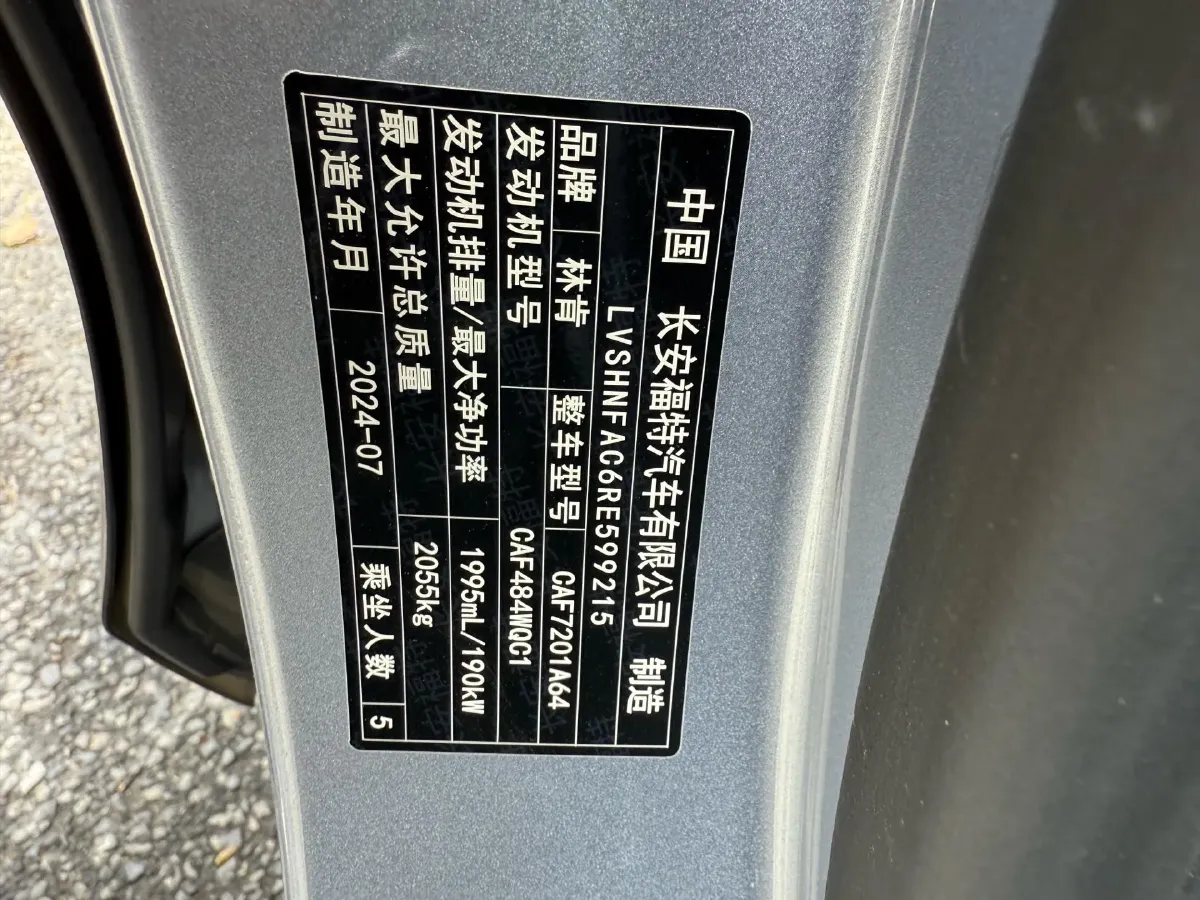 中国 长安福特汽车有限公司 制造
LVSHNFAC6RE599215
品牌 林肯 整车型号 CAF7201A64
发动机型号 CAF484WQC1
发动机排量/最大净功率 1995mL/190kW
最大允许总质量 2055kg
制造年月 2024-07 乘坐人数 5